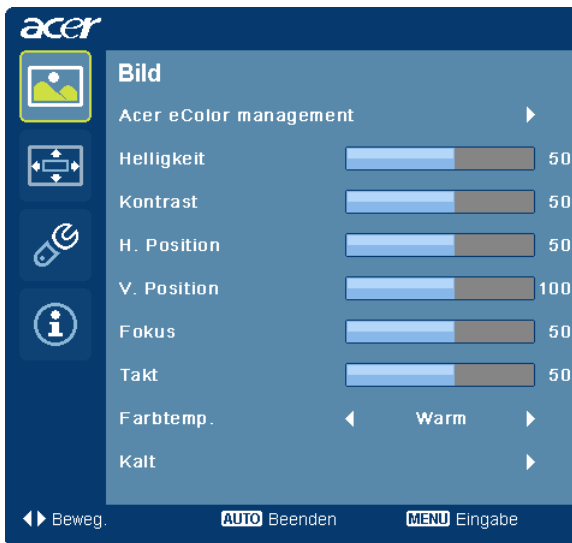 acer
Bild
Acer eColor management
Helligkeit 50
Kontrast 50
H. Position 50
V. Position 100
Fokus 50
Takt 50
Farbtemp. Warm
Kalt
Beweg. AUTO Beenden MENU Eingabe